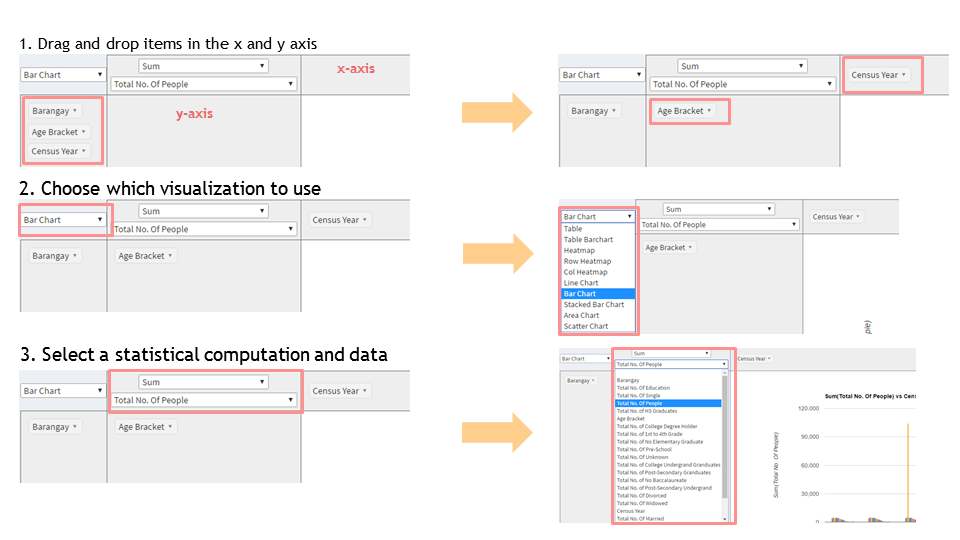 1. Drag and drop items in the x and y axis
Bar Chart
Sum
Total No. Of People
x-axis
Barangay
Age Bracket
Census Year
y-axis
Bar Chart
Sum
Total No. Of People
Census Year
Barangay
Age Bracket
2. Choose which visualization to use
Bar Chart
Sum
Total No. Of People
Census Year
Barangay
Age Bracket
Bar Chart
Sum
Total No. Of People
Census Year
Age Bracket
Table
Table Barchart
Heatmap
Row Heatmap
Col Heatmap
Line Chart
Bar Chart
Stacked Bar Chart
Area Chart
Scatter Chart
ple)
3. Select a statistical computation and data
Bar Chart
Sum
Total No. Of People
Census Year
Barangay
Age Bracket
Bar Chart
Sum
Total No. Of People
Census Year
Barangay
Barangay
Total No. Of Education
Total No. Of Single
Total No. Of People
Total No. of HS Graduates
Age Bracket
Total No. of College Degree Holder
Total No. of 1st to 4th Grade
Total No. of No Elementary Graduate
Total No. Of Pre-School
Total No. Of Unknown
Total No. of College Undergrand Granduates
Total No. of Post-Secondary Granduates
Total No. of No Baccalaureate
Total No. of Post-Secondary Undergrand
Total No. Of Divorced
Total No. Of Widowed
Census Year
Total No. Of Married
Sum(Total No. Of People) vs Cen
Sum(Total No. Of People)
120,000
90,000
60,000
30,000
0